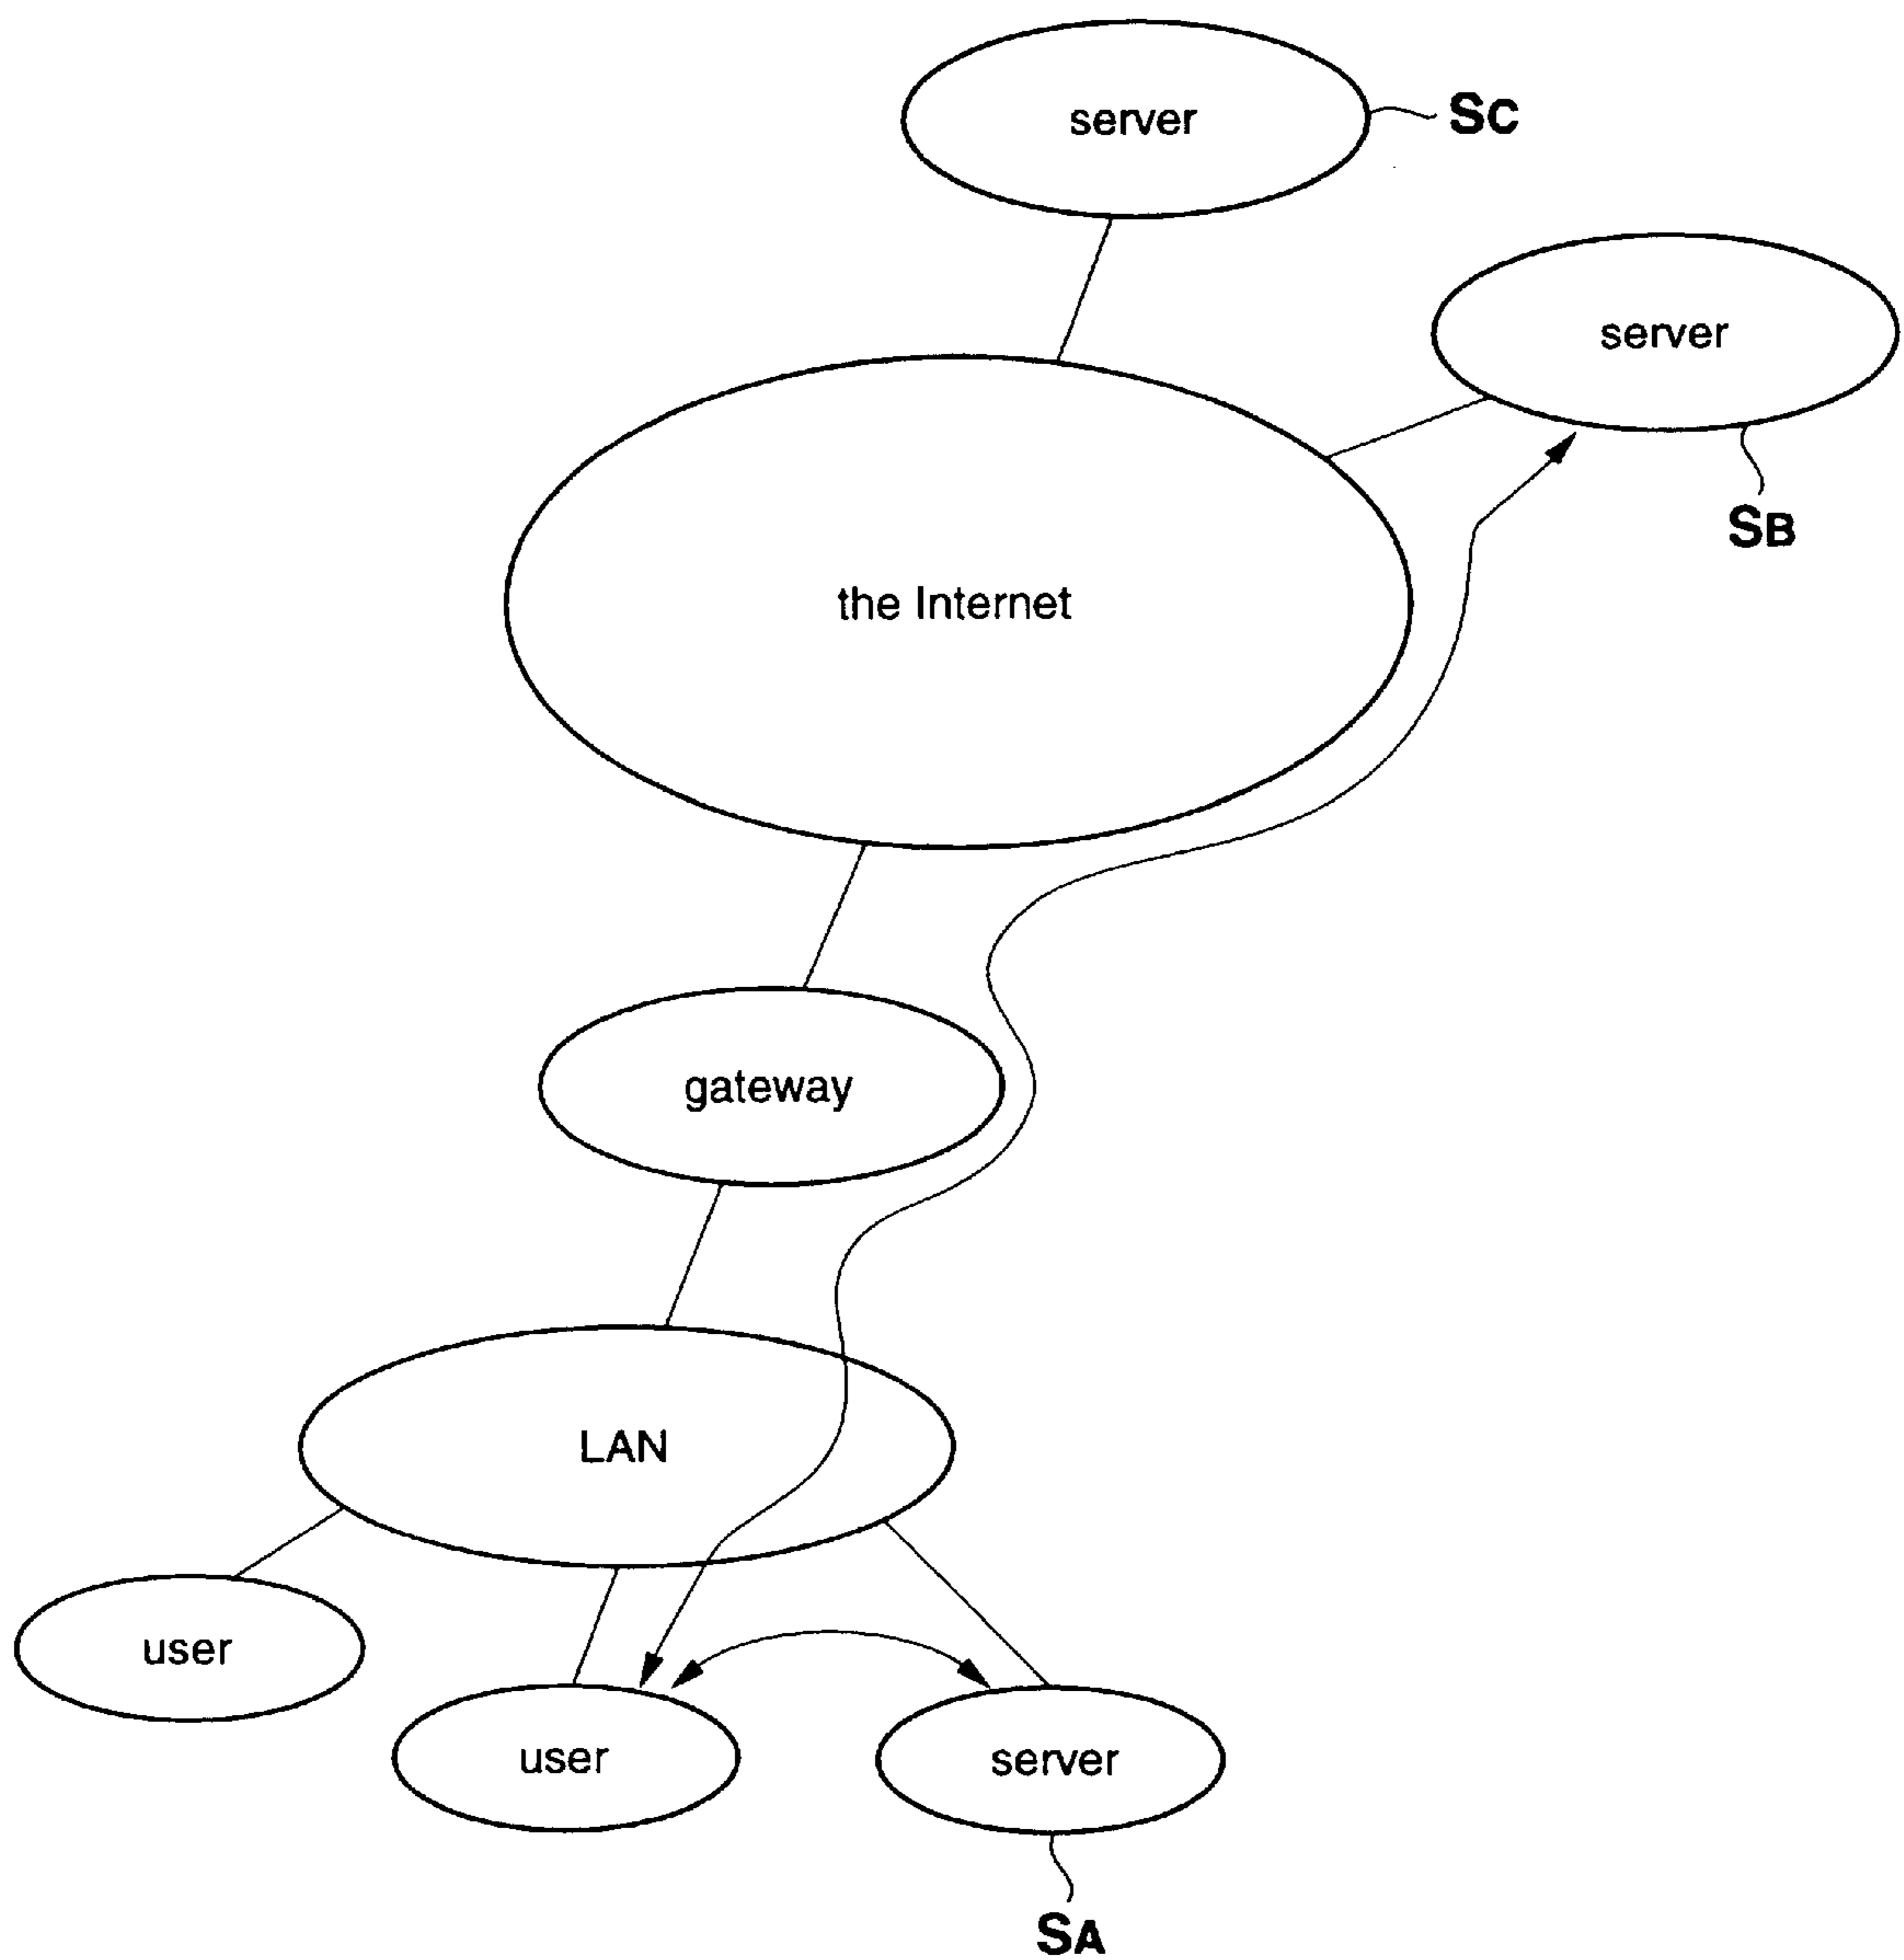 server
SC
server
SB
the Internet
gateway
LAN
user
user
server
SA